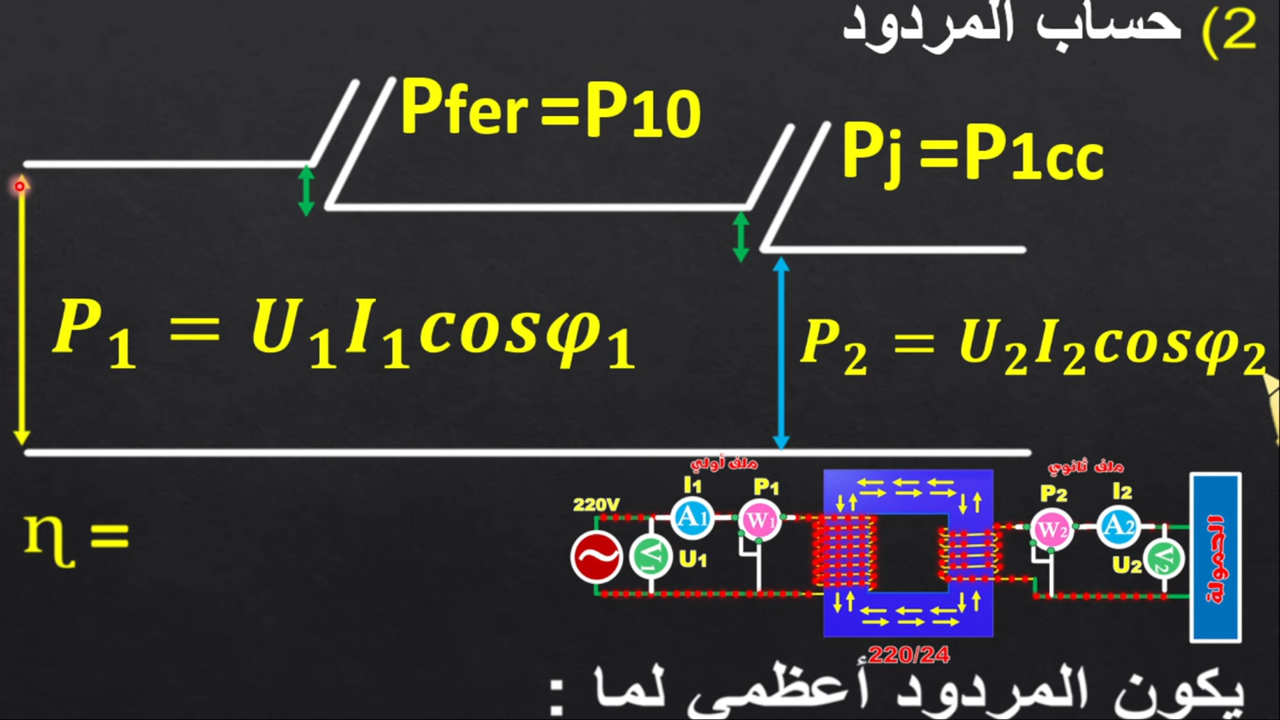 2) حساب المردود
Pfer =P10
Pj =P1cc
P₁ = U₁I₁cosφ₁
P₂ = U₂I₂cosφ₂
η =
ملف أولي
ملف ثانوي
220V
I1
P1
A1
W1
V1
U1
P2
I2
W2
A2
U2
V2
الحمولة
220/24
يكون المردود أعظمي لما :